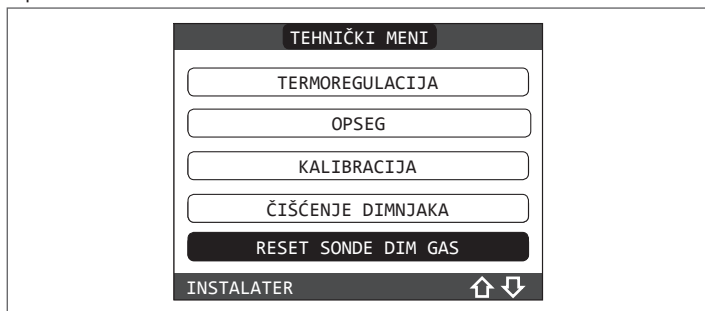 TEHNIČKI MENI
TERMOREGULACIJA
OPSEG
KALIBRACIJA
ČIŠĆENJE DIMNJAKA
RESET SONDE DIM GAS
INSTALATER